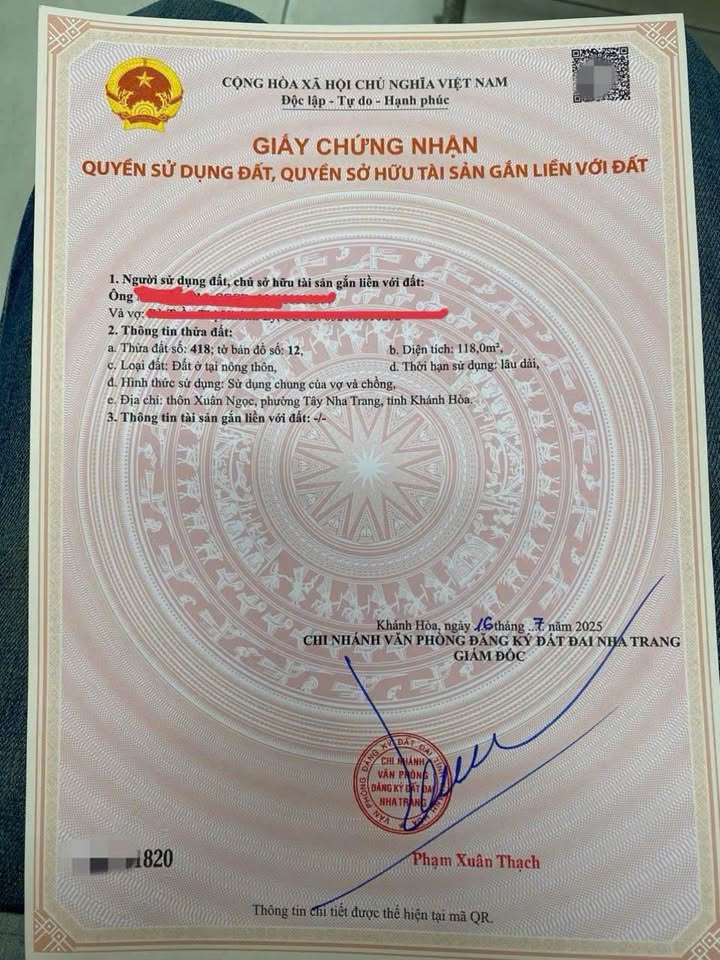 CỘNG HÒA XÃ HỘI CHỦ NGHĨA VIỆT NAM
Độc lập - Tự do - Hạnh phúc
GIẤY CHỨNG NHẬN
QUYỀN SỬ DỤNG ĐẤT, QUYỀN SỞ HỮU TÀI SẢN GẮN LIỀN VỚI ĐẤT
1. Người sử dụng đất, chủ sở hữu tài sản gắn liền với đất:
Ông
Và vợ:
2. Thông tin thửa đất:
a. Thửa đất số: 418; tờ bản đồ số: 12, b. Diện tích: 118,0m²,
c. Loại đất: Đất ở tại nông thôn, d. Thời hạn sử dụng: lâu dài,
đ. Hình thức sử dụng: Sử dụng chung của vợ và chồng,
e. Địa chỉ: thôn Xuân Ngọc, phường Tây Nha Trang, tỉnh Khánh Hòa.
3. Thông tin tài sản gắn liền với đất: -/-
Khánh Hòa, ngày 16 tháng ..7 năm 2025
CHI NHÁNH VĂN PHÒNG ĐĂNG KÝ ĐẤT ĐAI NHA TRANG
GIÁM ĐỐC
VĂN PHÒNG ĐĂNG KÝ ĐẤT ĐAI TỈNH
CHI NHÁNH
VĂN PHÒNG
ĐĂNG KÝ ĐẤT ĐAI
NHA TRANG
Phạm Xuân Thạch
1820
Thông tin chi tiết được thể hiện tại mã QR.